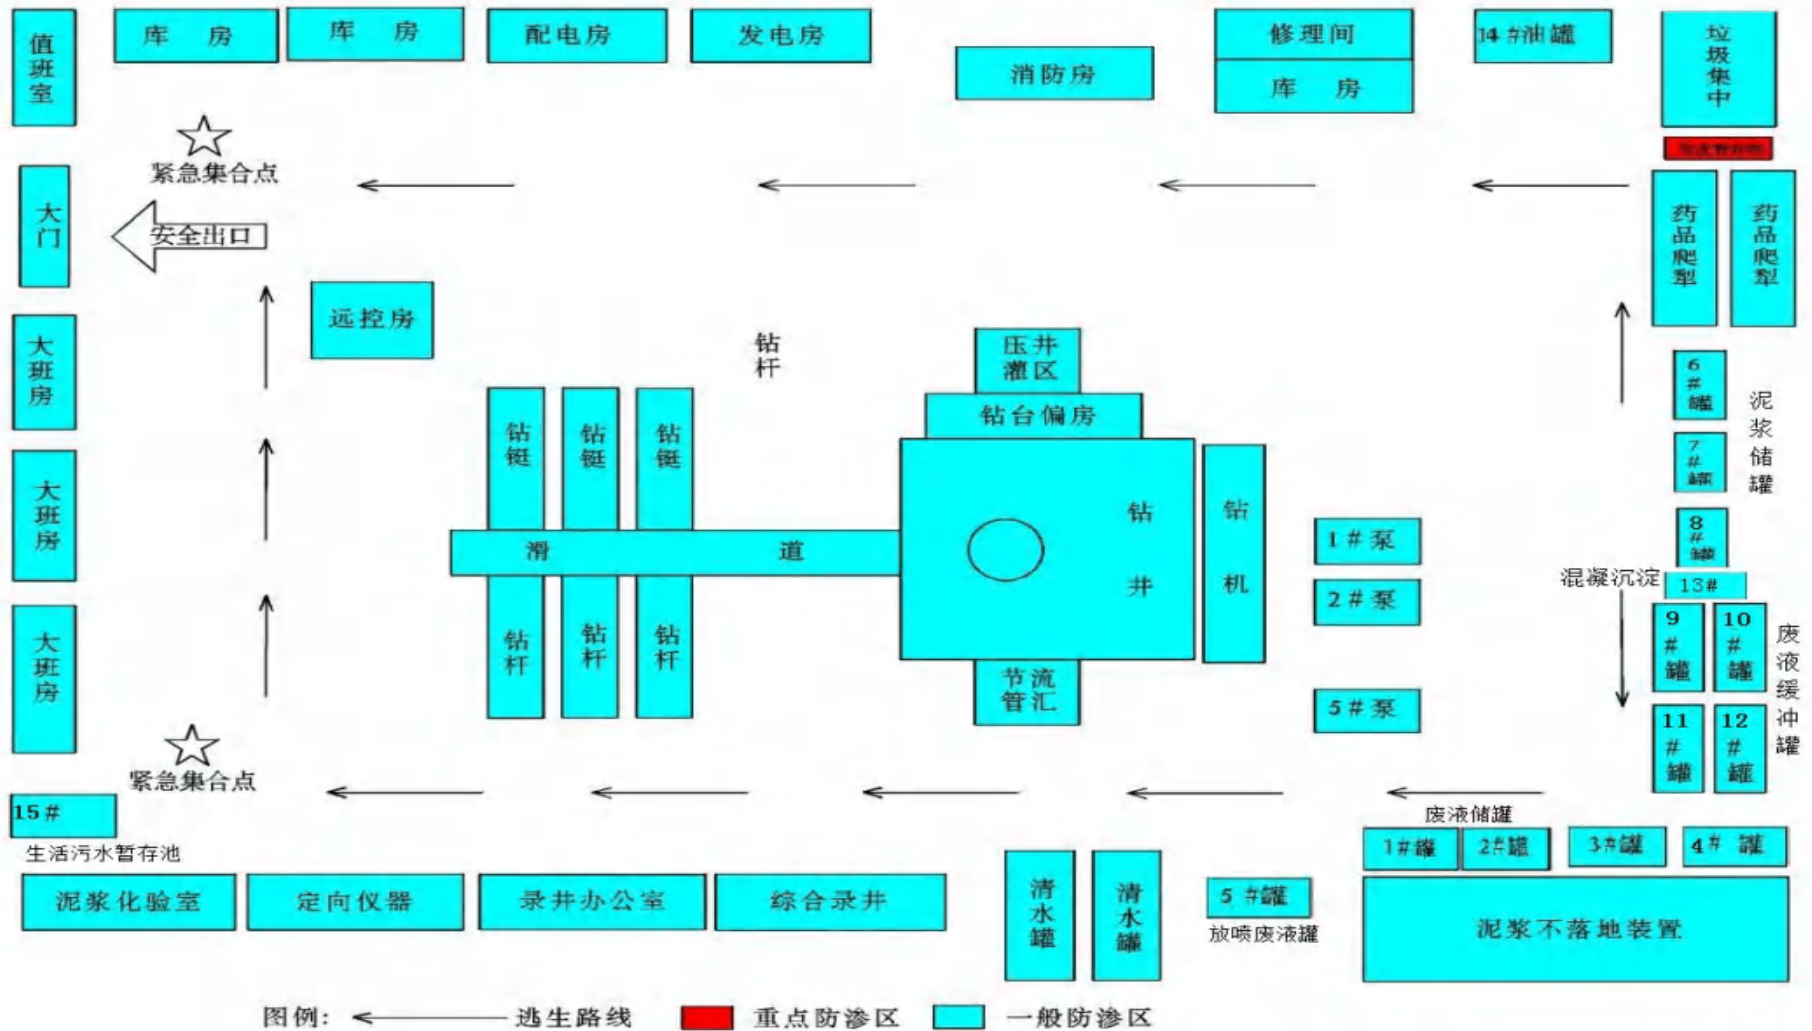 值班室
库 房
库 房
配电房
发电房
消防房
修理间
库 房
14 #油罐
垃圾集中
紧急集合点
大门
安全出口
药品爬犁
药品爬犁
远控房
大班房
钻杆
压井
灌区
钻台偏房
6#罐
7#罐
泥浆储罐
钻铤
钻铤
钻铤
大班房
滑 道
钻井
钻机
1#泵
2#泵
8#罐
混凝沉淀
13#
9#罐
10#罐
废液缓冲罐
大班房
钻杆
钻杆
钻杆
节流
管汇
5#泵
11#罐
12#罐
紧急集合点
15#
生活污水暂存池
废液储罐
1#罐
2#罐
3#罐
4# 罐
泥浆化验室
定向仪器
录井办公室
综合录井
清水罐
清水罐
5 #罐
放喷废液罐
泥浆不落地装置
图例:
逃生路线
重点防渗区
一般防渗区